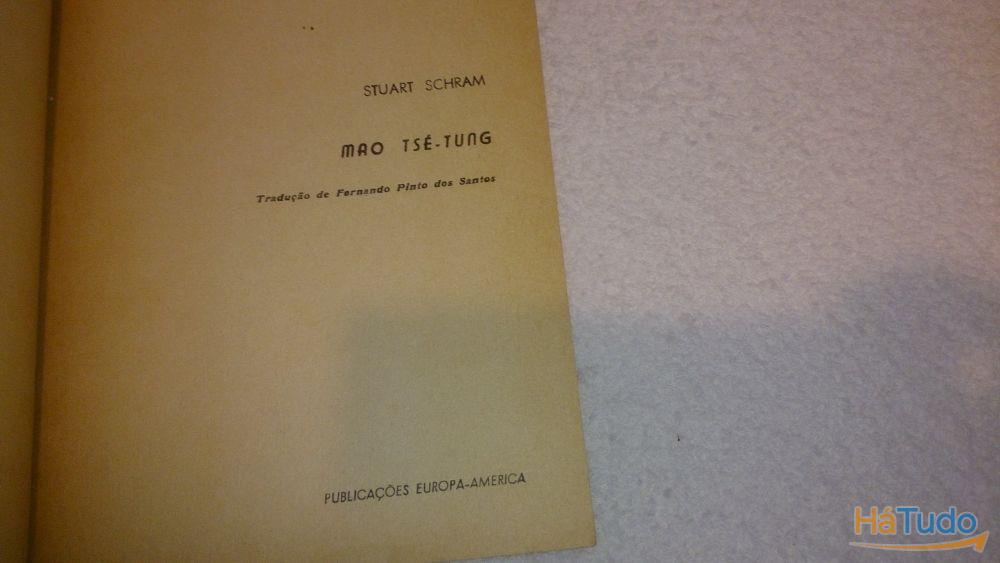 STUART SCHRAM
MAO TSÉ-TUNG
Tradução de Fernando Pinto dos Santos
PUBLICAÇÕES EUROPA-AMERICA
HáTudo